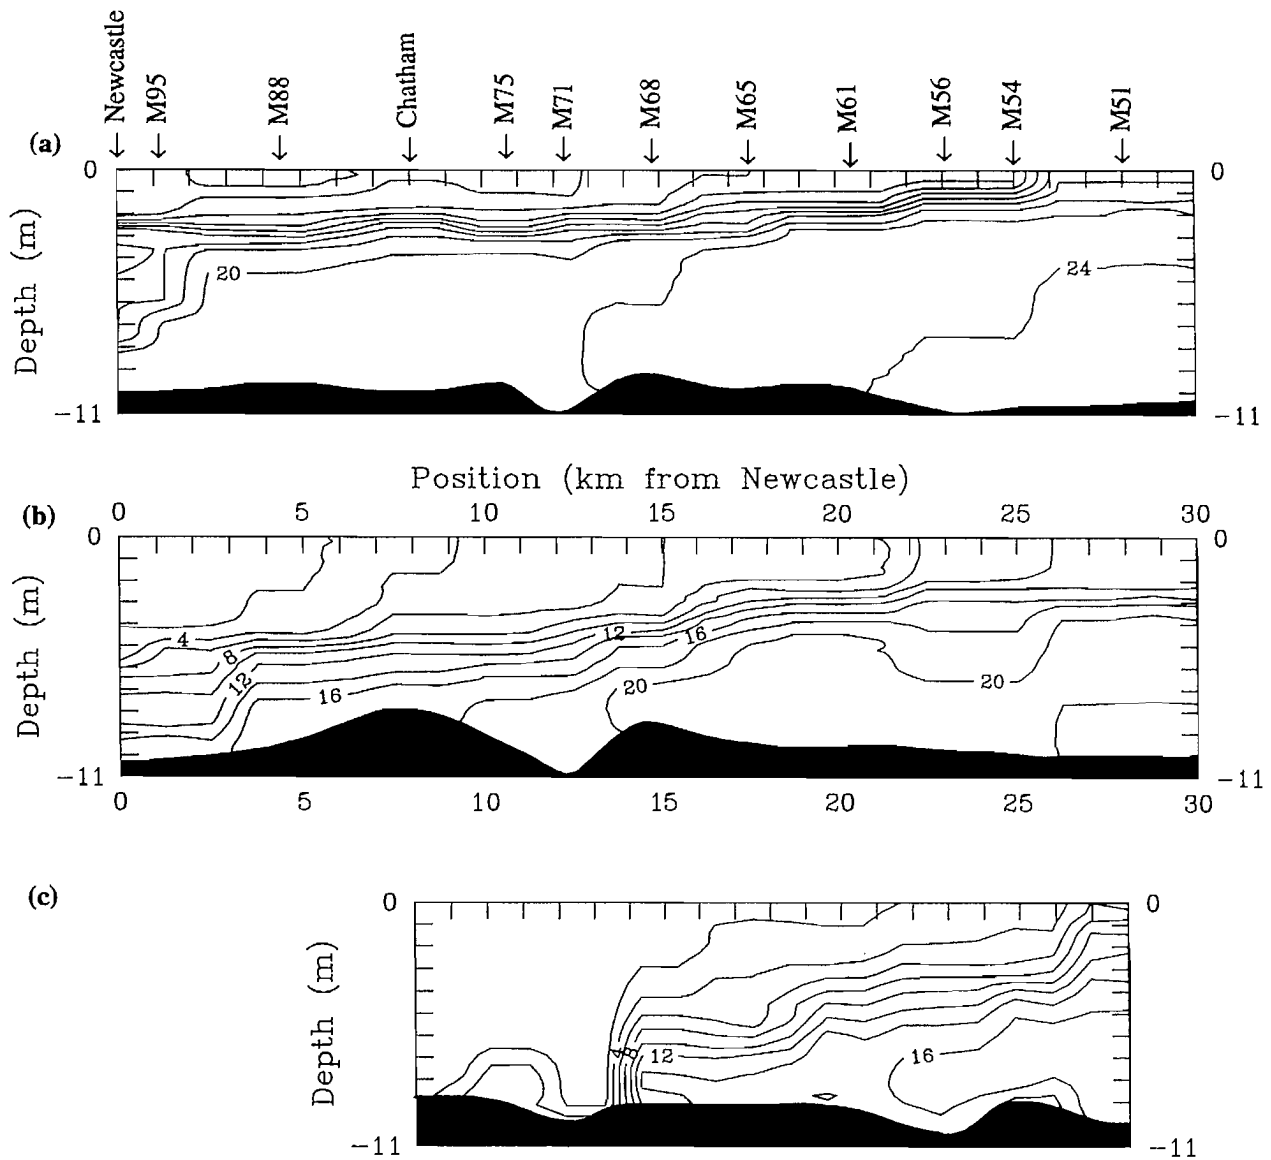 Newcastle M95 M88 Chatham M75 M71 M68 M65 M61 M56 M54 M51
(a)
0 0
Depth (m)
20 24
-11 -11
Position (km from Newcastle)
(b)
0 5 10 15 20 25 30
0 0
Depth (m)
4 8 12 16 12 16 20 20
-11 -11
0 5 10 15 20 25 30
(c)
0 0
Depth (m)
4 8 12 16
-11 -11